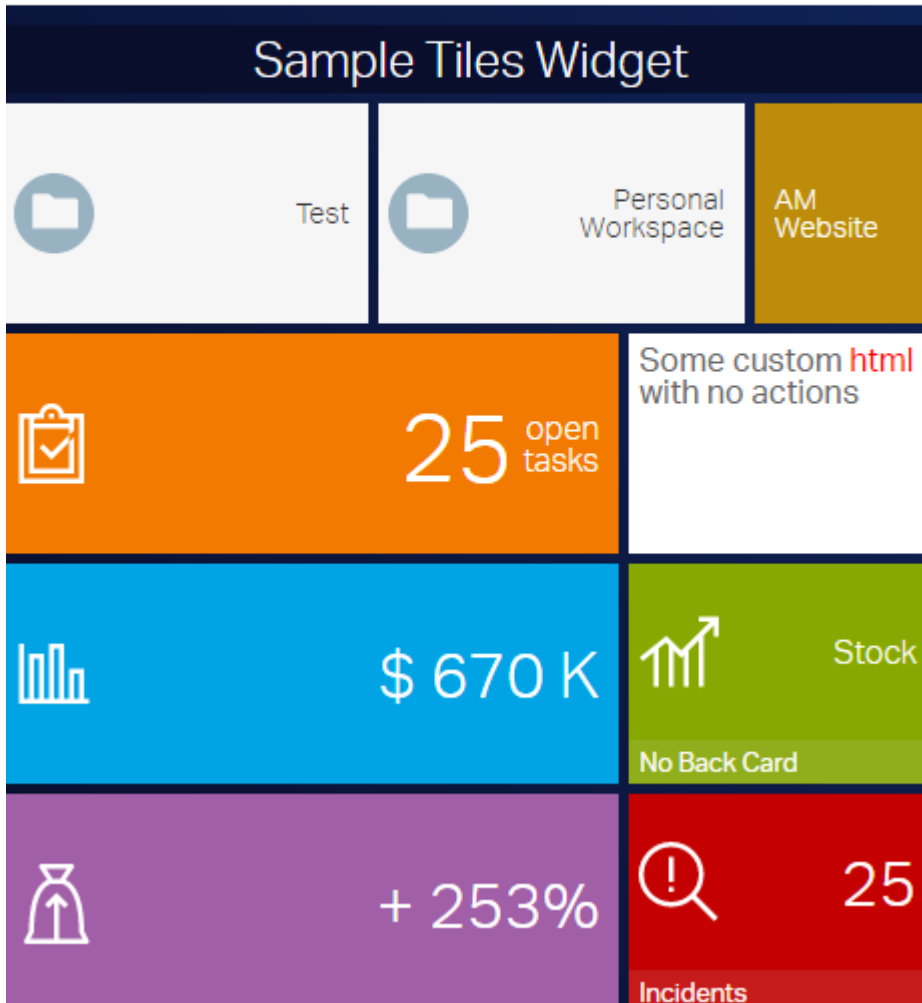 Sample Tiles Widget
Test
Personal
Workspace
AM
Website
25 open
tasks
Some custom html
with no actions
$ 670 K
Stock
No Back Card
+ 253%
25
Incidents